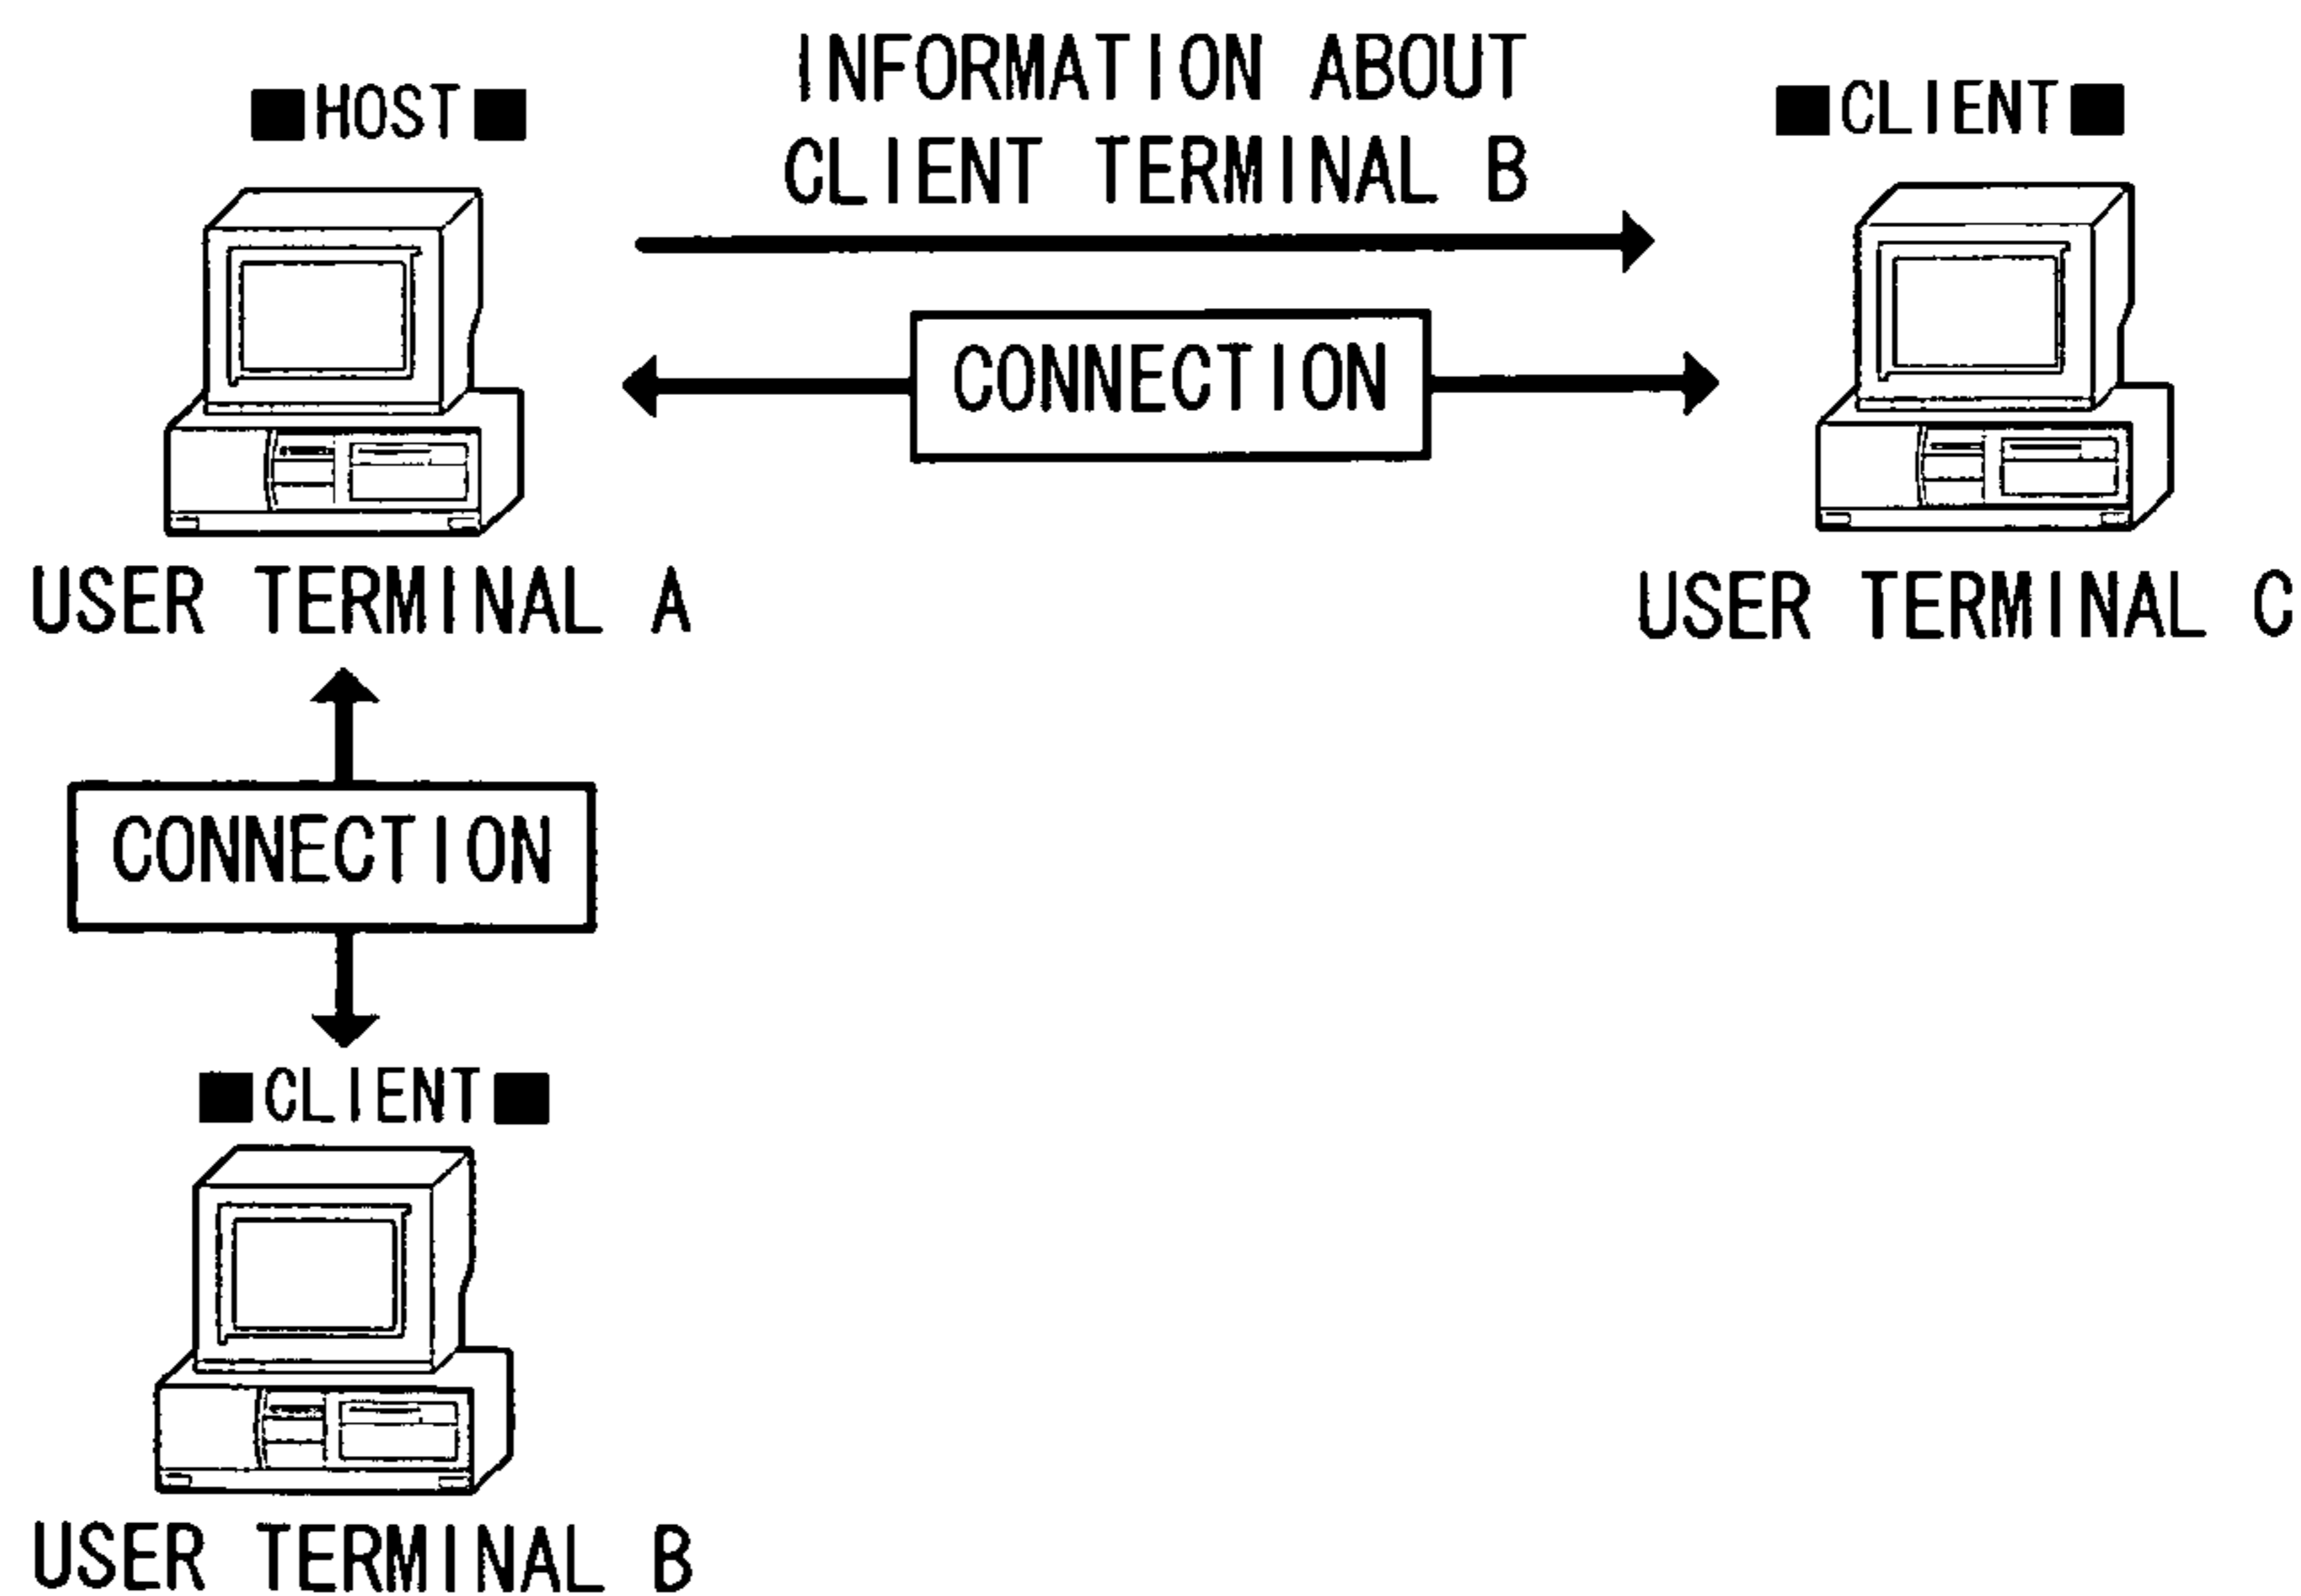 ■HOST■
INFORMATION ABOUT
CLIENT TERMINAL B
■CLIENT■
CONNECTION
USER TERMINAL A
USER TERMINAL C
CONNECTION
■CLIENT■
USER TERMINAL B